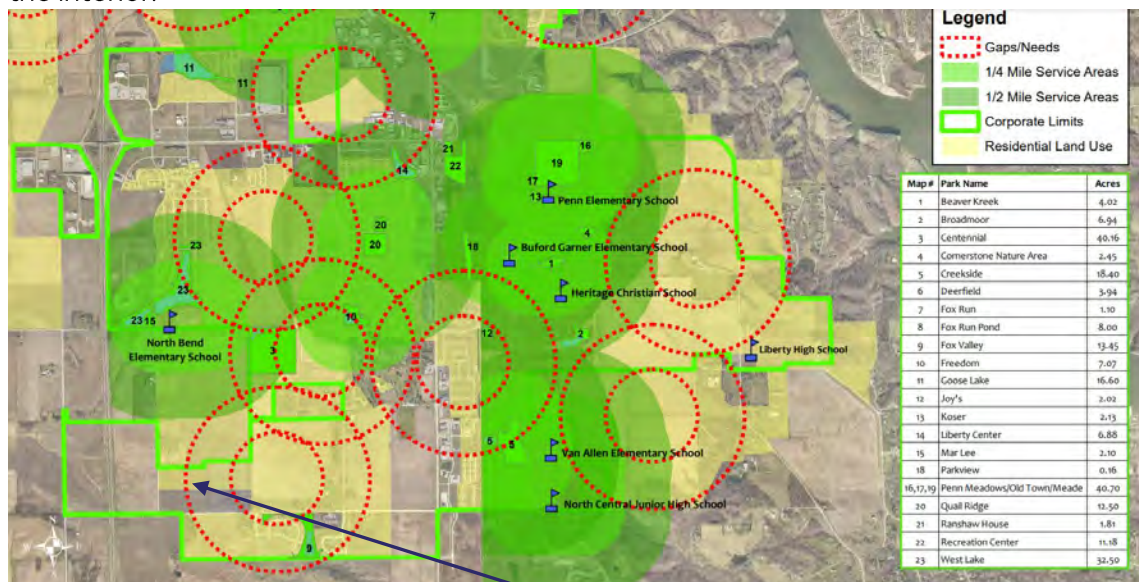 the interior.
Legend
Gaps/Needs
1/4 Mile Service Areas
1/2 Mile Service Areas
Corporate Limits
Residential Land Use
7
11
11
21
22
14
16
19
17
13
Penn Elementary School
20
20
4
18
Buford Garner Elementary School
1
Heritage Christian School
23
23
23 15
North Bend
Elementary School
10
3
12
2
Liberty High School
6
5
Van Allen Elementary School
North Central Junior High School
9
N
Map # Park Name Acres
1 Beaver Kreek 4.02
2 Broadmoor 6.94
3 Centennial 40.16
4 Cornerstone Nature Area 2.45
5 Creekside 18.40
6 Deerfield 3.94
7 Fox Run 1.10
8 Fox Run Pond 8.00
9 Fox Valley 13.45
10 Freedom 7.07
11 Goose Lake 16.60
12 Joy's 2.02
13 Koser 2.13
14 Liberty Center 6.88
15 Mar Lee 2.10
18 Parkview 0.16
16,17,19 Penn Meadows/Old Town/Meade 40.70
20 Quail Ridge 12.50
21 Ranshaw House 1.81
22 Recreation Center 11.18
23 West Lake 32.50